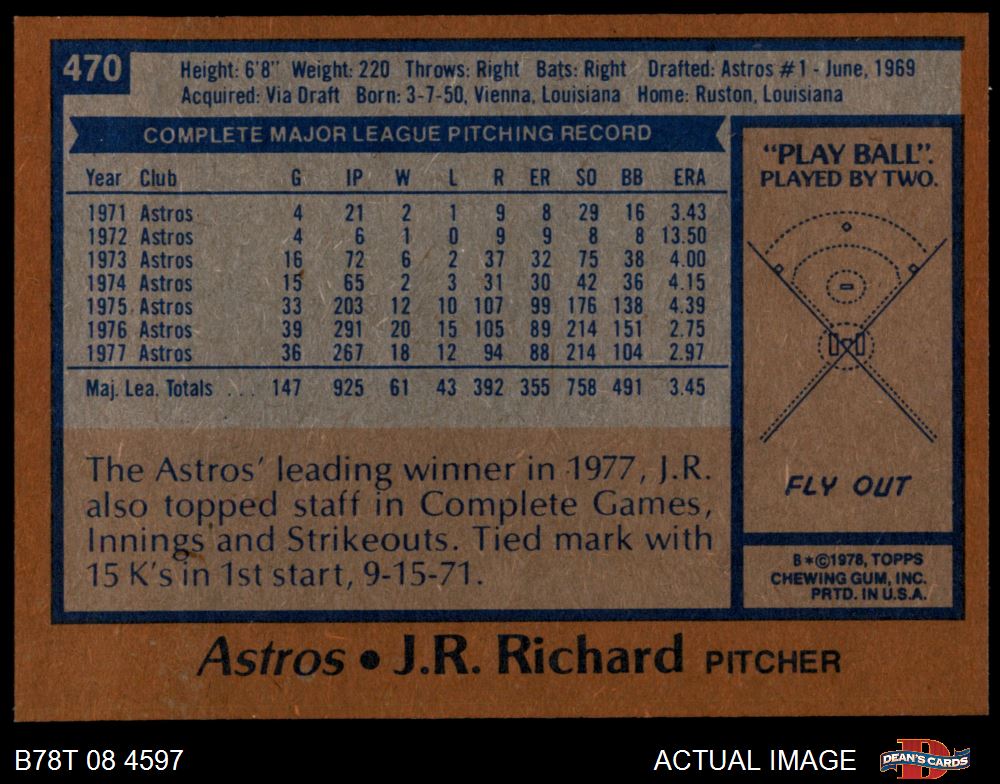 470
Height: 6'8" Weight: 220 Throws: Right Bats: Right Drafted: Astros #1 - June, 1969
Acquired: Via Draft Born: 3-7-50, Vienna, Louisiana Home: Ruston, Louisiana
COMPLETE MAJOR LEAGUE PITCHING RECORD
Year Club G IP W L R ER SO BB ERA
1971 Astros 4 21 2 1 9 8 29 16 3.43
1972 Astros 4 6 1 0 9 9 8 8 13.50
1973 Astros 16 72 6 2 37 32 75 38 4.00
1974 Astros 15 65 2 3 31 30 42 36 4.15
1975 Astros 33 203 12 10 107 99 176 138 4.39
1976 Astros 39 291 20 15 105 89 214 151 2.75
1977 Astros 36 267 18 12 94 88 214 104 2.97
Maj. Lea. Totals ... 147 925 61 43 392 355 758 491 3.45
The Astros' leading winner in 1977, J.R.
also topped staff in Complete Games,
Innings and Strikeouts. Tied mark with
15 K's in 1st start, 9-15-71.
"PLAY BALL".
PLAYED BY TWO.
FLY OUT
B*©1978, TOPPS
CHEWING GUM, INC.
PRTD. IN U.S.A.
Astros • J.R. Richard PITCHER
B78T 08 4597
ACTUAL IMAGE
DEAN'S CARDS